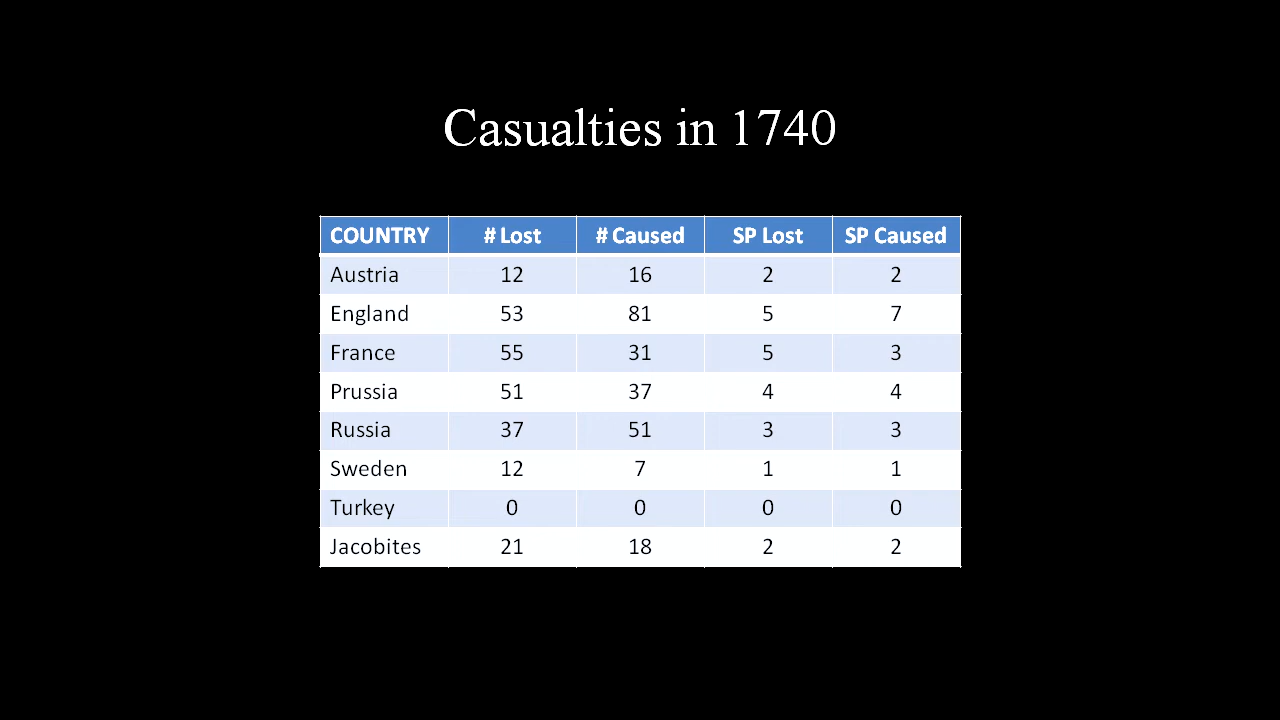 Casualties in 1740
COUNTRY # Lost # Caused SP Lost SP Caused
Austria 12 16 2 2
England 53 81 5 7
France 55 31 5 3
Prussia 51 37 4 4
Russia 37 51 3 3
Sweden 12 7 1 1
Turkey 0 0 0 0
Jacobites 21 18 2 2